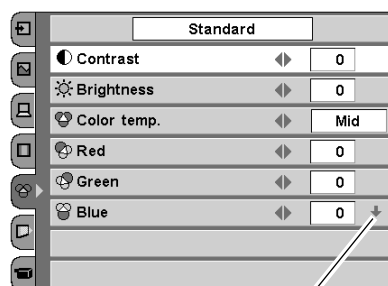 Standard
Contrast 0
Brightness 0
Color temp. Mid
Red 0
Green 0
Blue 0